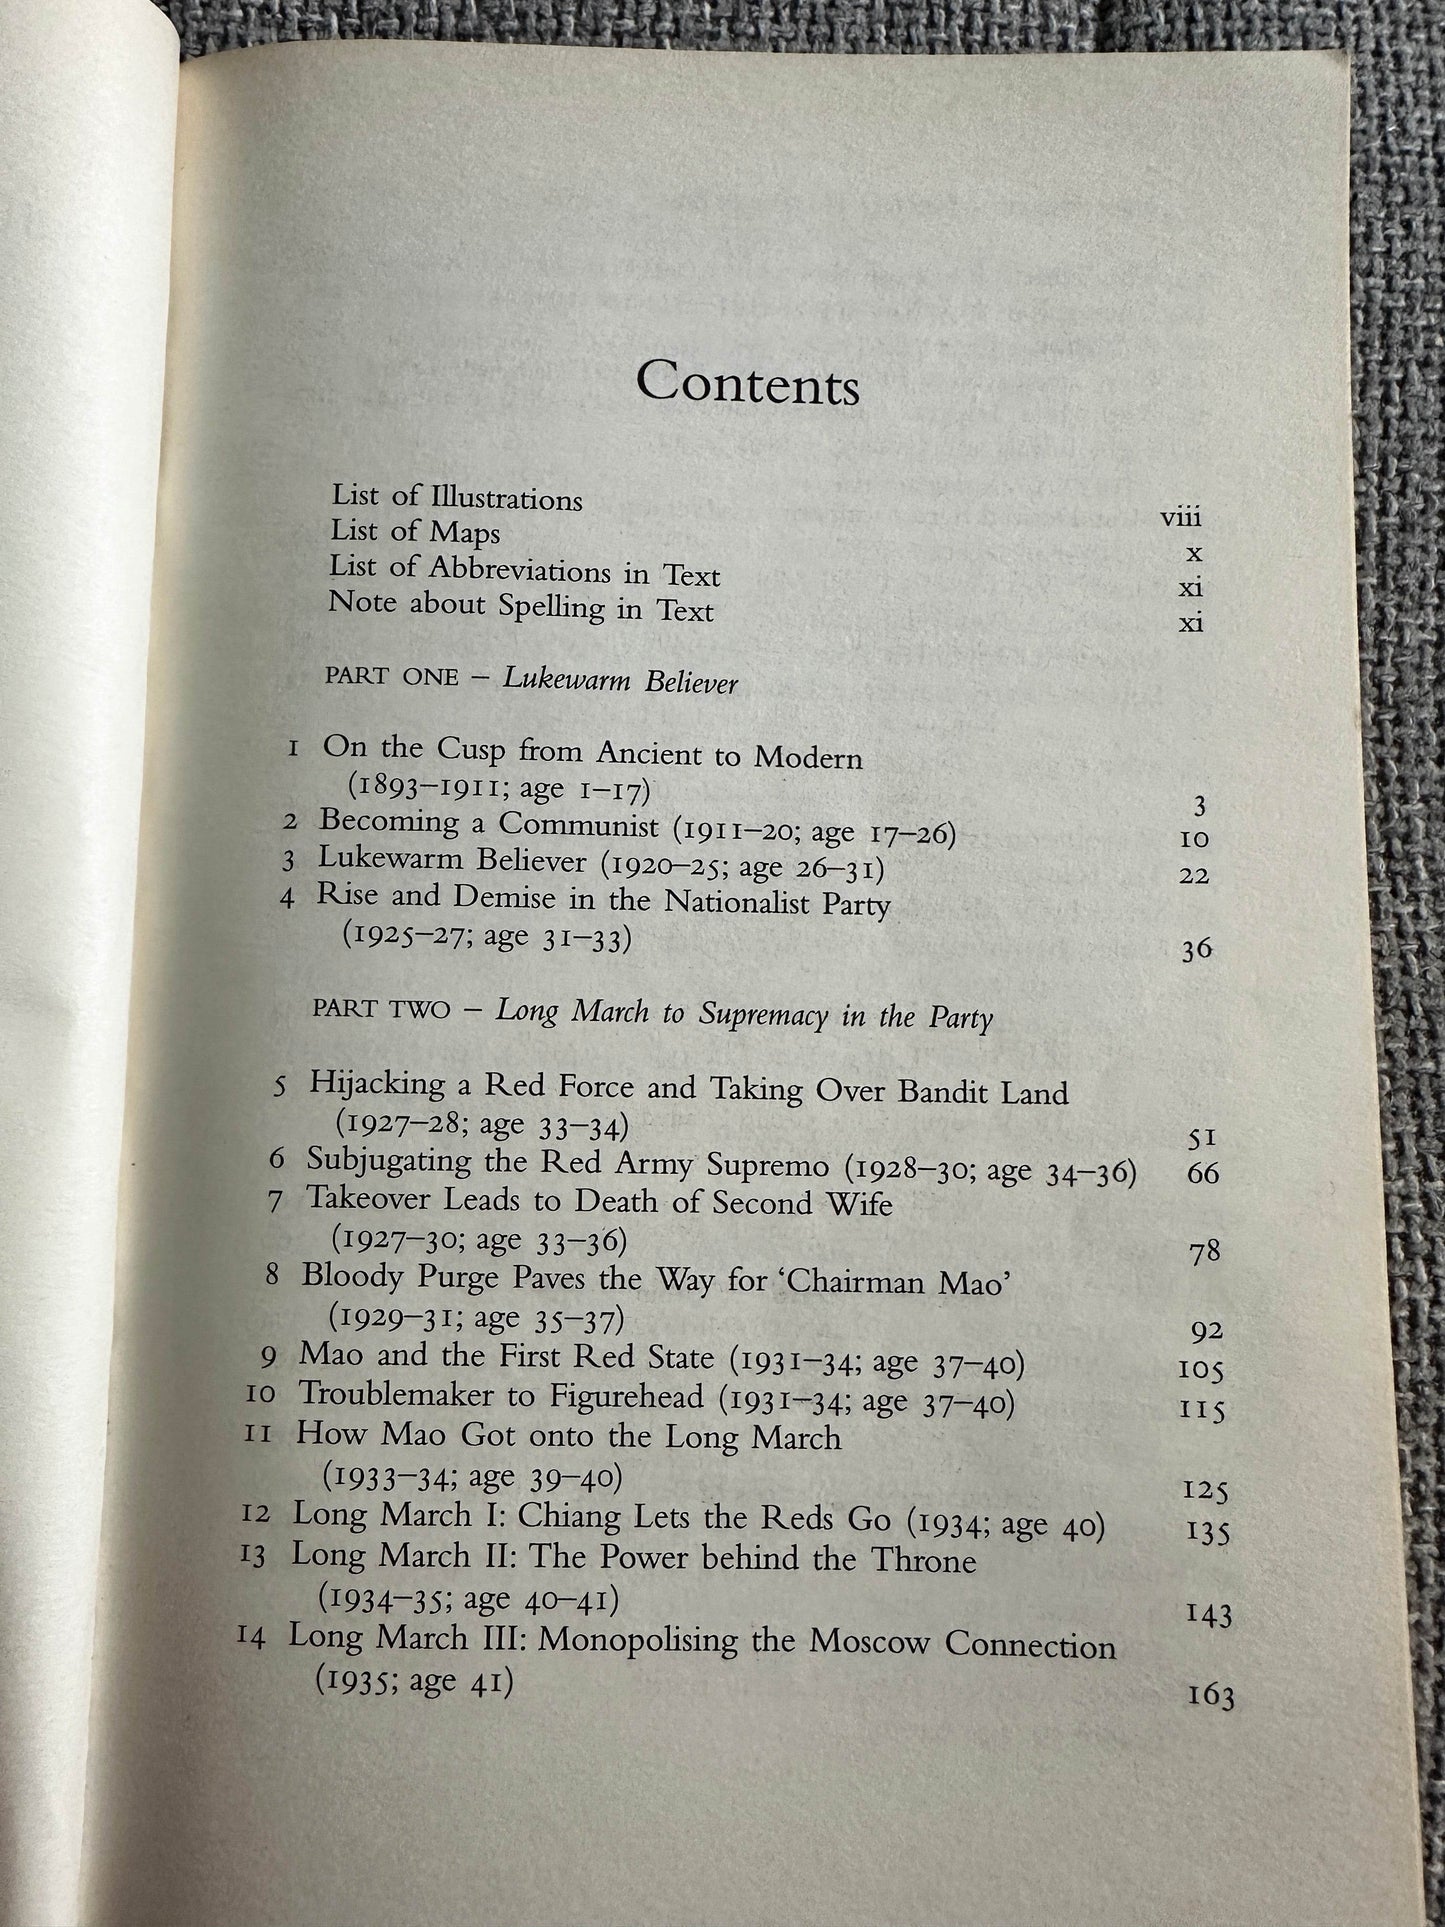 Contents
List of Illustrations viii
List of Maps x
List of Abbreviations in Text xi
Note about Spelling in Text xi
PART ONE – Lukewarm Believer
1 On the Cusp from Ancient to Modern
(1893–1911; age 1–17) 3
2 Becoming a Communist (1911–20; age 17–26) 10
3 Lukewarm Believer (1920–25; age 26–31) 22
4 Rise and Demise in the Nationalist Party
(1925–27; age 31–33) 36
PART TWO – Long March to Supremacy in the Party
5 Hijacking a Red Force and Taking Over Bandit Land
(1927–28; age 33–34) 51
6 Subjugating the Red Army Supremo (1928–30; age 34–36) 66
7 Takeover Leads to Death of Second Wife
(1927–30; age 33–36) 78
8 Bloody Purge Paves the Way for ‘Chairman Mao’
(1929–31; age 35–37) 92
9 Mao and the First Red State (1931–34; age 37–40) 105
10 Troublemaker to Figurehead (1931–34; age 37–40) 115
11 How Mao Got onto the Long March
(1933–34; age 39–40) 125
12 Long March I: Chiang Lets the Reds Go (1934; age 40) 135
13 Long March II: The Power behind the Throne
(1934–35; age 40–41) 143
14 Long March III: Monopolising the Moscow Connection
(1935; age 41) 163